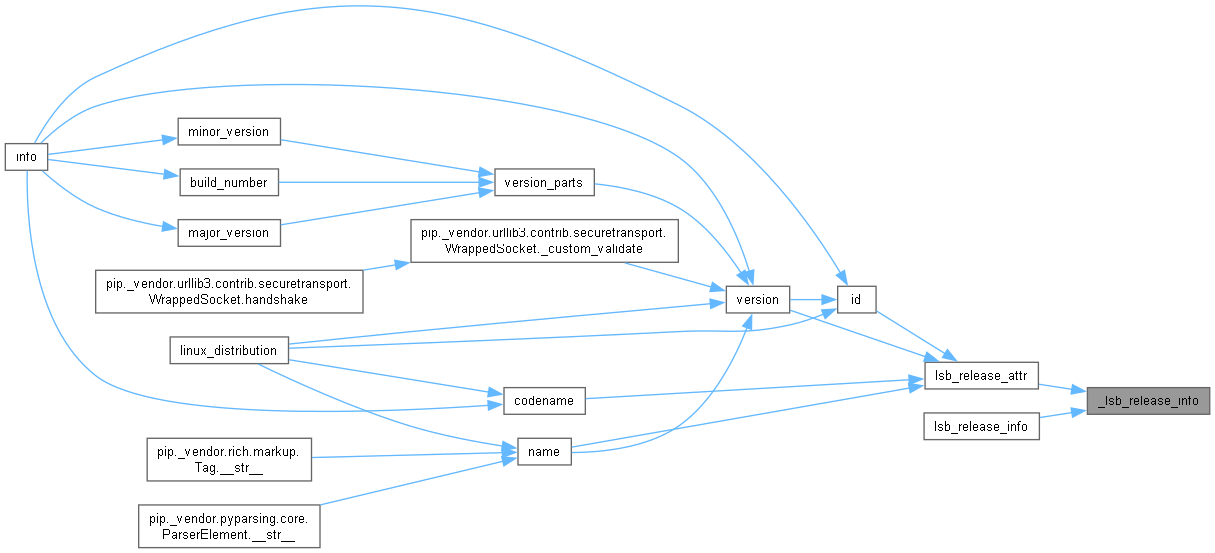 minor_version
info
build_number
version_parts
major_version
pip._vendor.urllib3.contrib.securetransport.
WrappedSocket._custom_validate
pip._vendor.urllib3.contrib.securetransport.
WrappedSocket.handshake
version
id
linux_distribution
lsb_release_attr
codename
_lsb_release_info
lsb_release_info
name
pip._vendor.rich.markup.
Tag.__str__
pip._vendor.pyparsing.core.
ParserElement.__str__